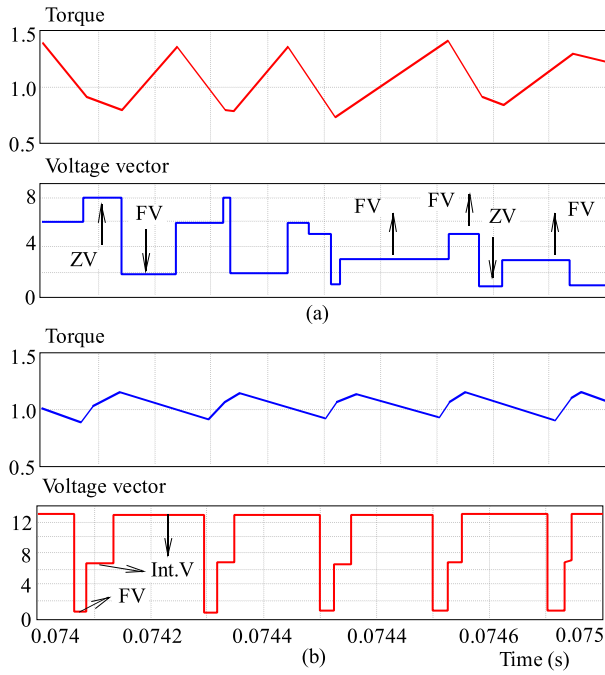 Torque
1.5
1.0
0.5
Voltage vector
8
4
0
ZV
FV
FV
FV
ZV
FV
(a)
Torque
1.5
1.0
0.5
Voltage vector
12
8
4
0
Int.V
FV
0.074 0.0742 0.0744 0.0744 0.0746 0.075
(b) Time (s)